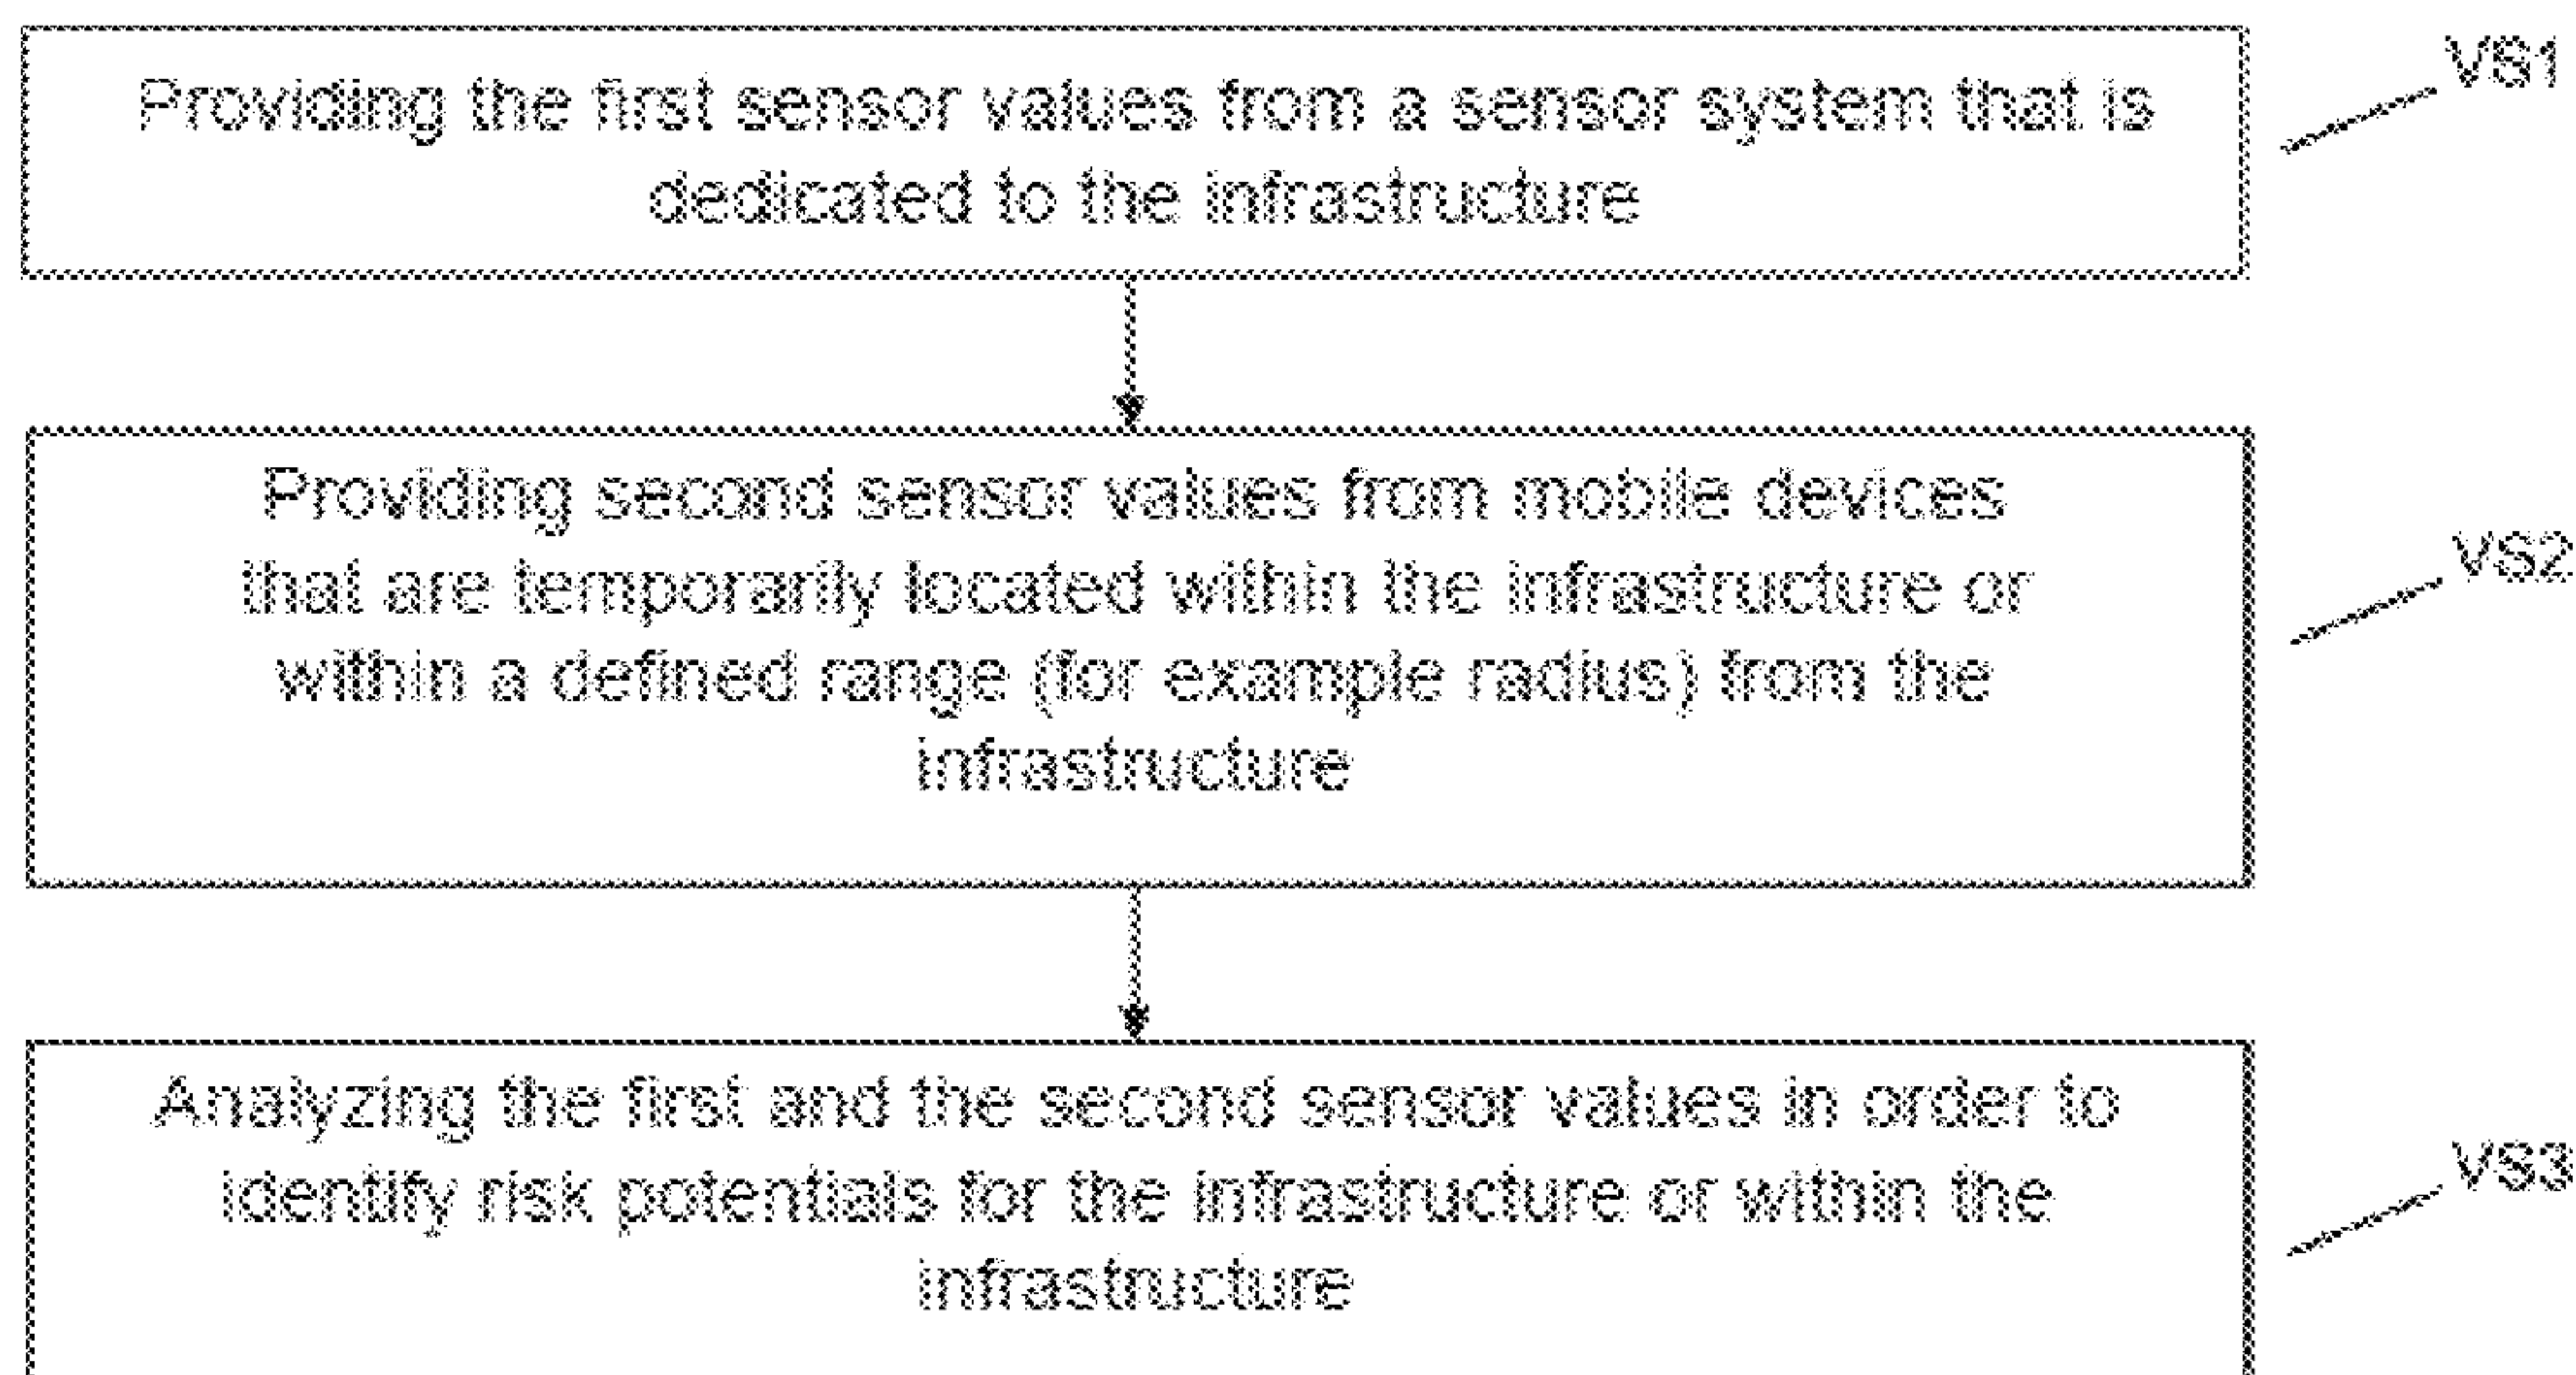 Providing the first sensor values from a sensor system that is
dedicated to the infrastructure
VS1
Providing second sensor values from mobile devices
that are temporarily located within the infrastructure or
within a defined range (for example radius) from the
infrastructure
VS2
Analyzing the first and the second sensor values in order to
identify risk potentials for the infrastructure or within the
infrastructure
VS3